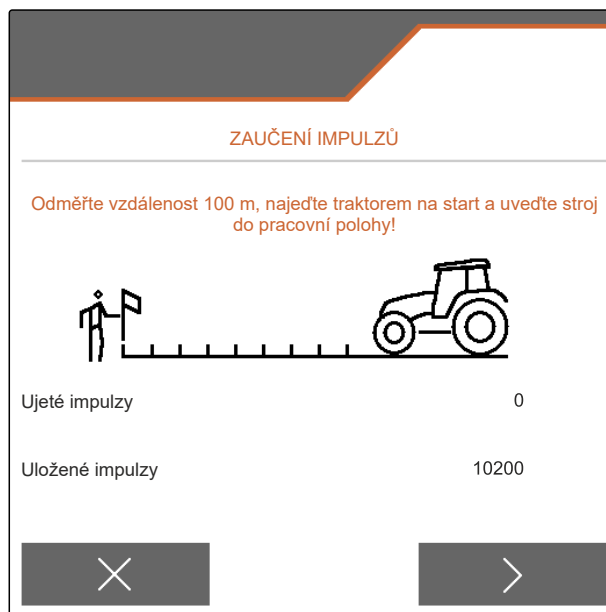 ZAUČENÍ IMPULZŮ
Odměřte vzdálenost 100 m, najeďte traktorem na start a uveďte stroj
do pracovní polohy!
Ujeté impulzy 0
Uložené impulzy 10200